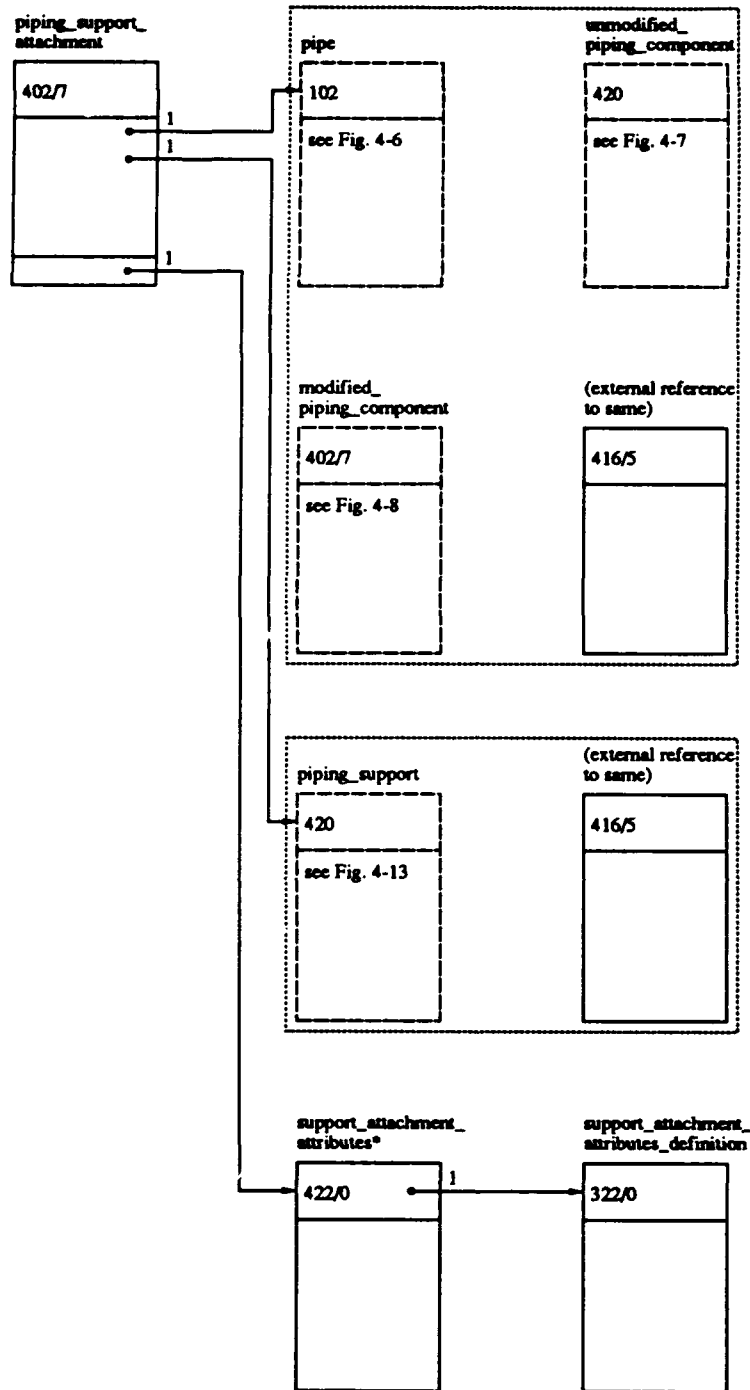 piping_support_
attachment
402/7
1
1
1
pipe
102
see Fig. 4-6
unmodified_
piping_component
420
see Fig. 4-7
modified_
piping_component
402/7
see Fig. 4-8
(external reference
to same)
416/5
piping_support
420
see Fig. 4-13
(external reference
to same)
416/5
support_attachment_
attributes*
422/0
1
support_attachment_
attributes_definition
322/0